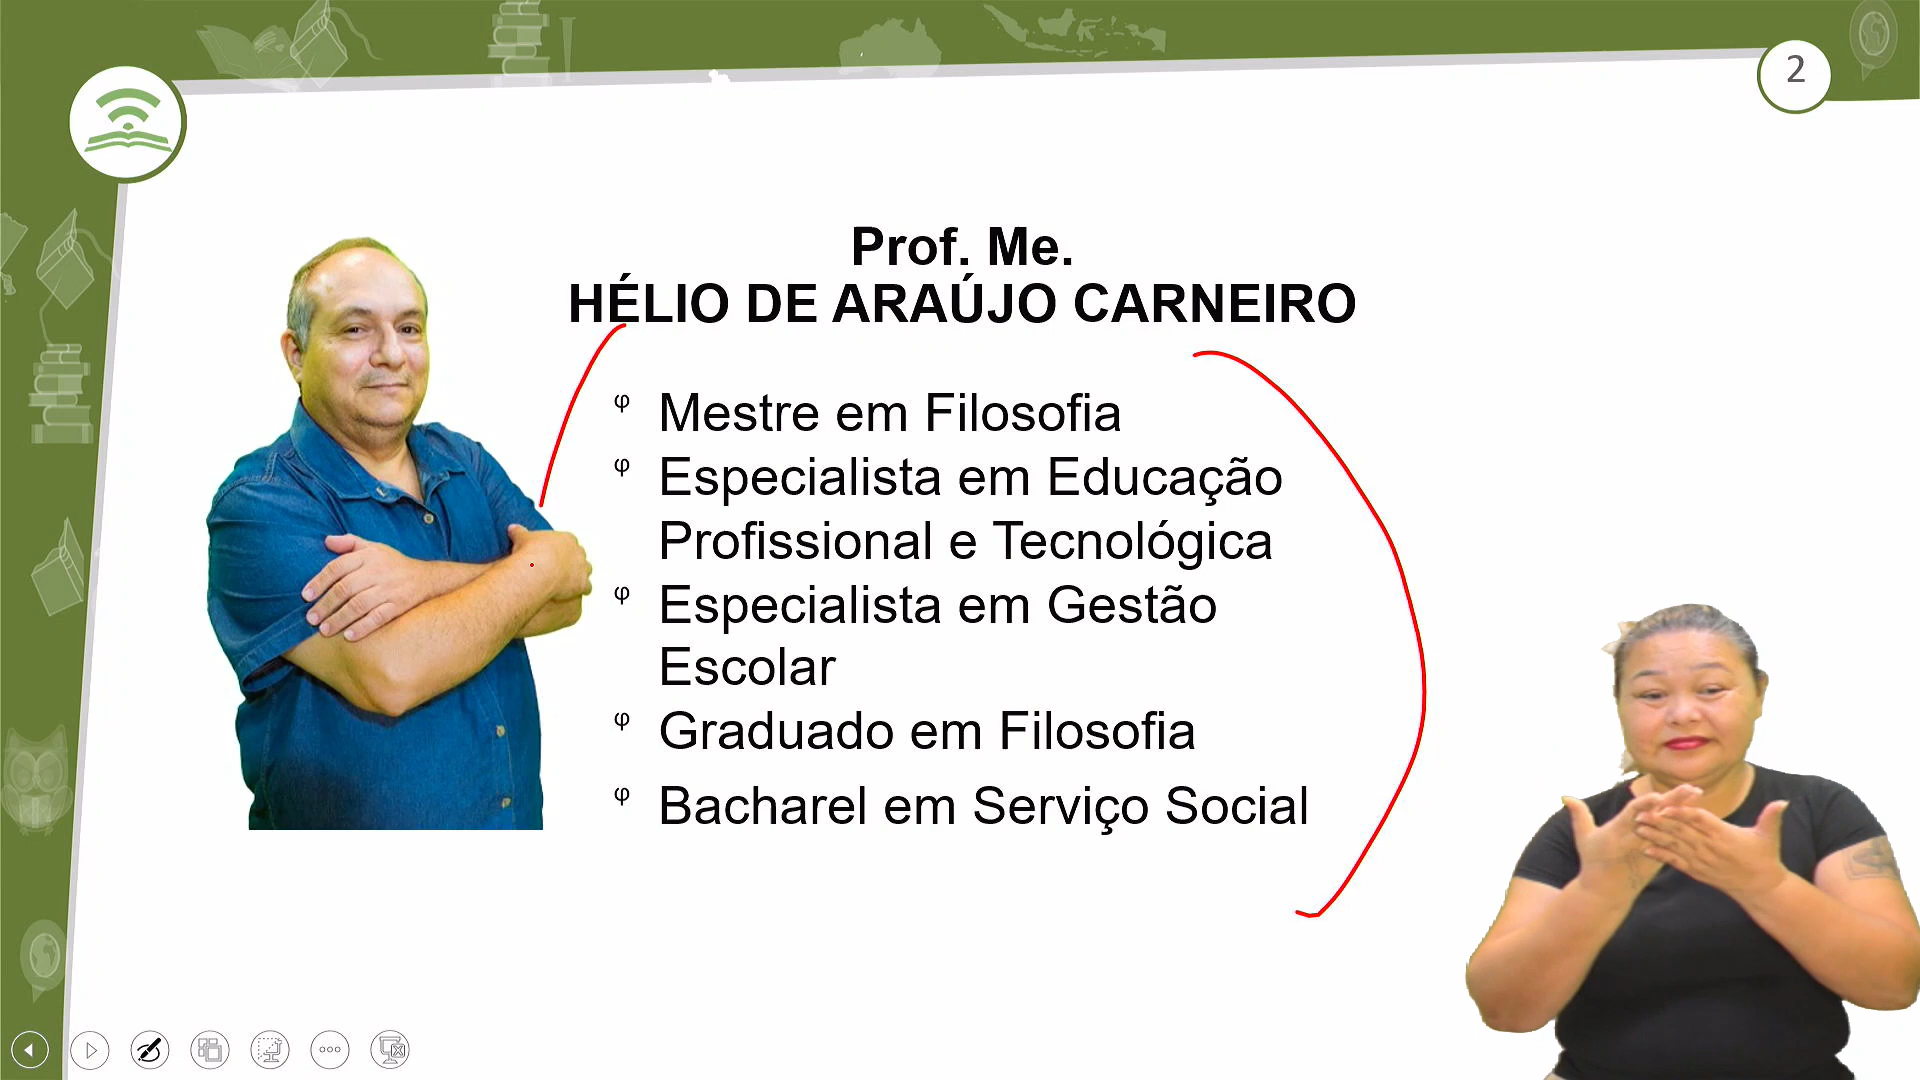 2
Prof. Me.
HÉLIO DE ARAÚJO CARNEIRO
φ Mestre em Filosofia
φ Especialista em Educação
Profissional e Tecnológica
φ Especialista em Gestão
Escolar
φ Graduado em Filosofia
φ Bacharel em Serviço Social